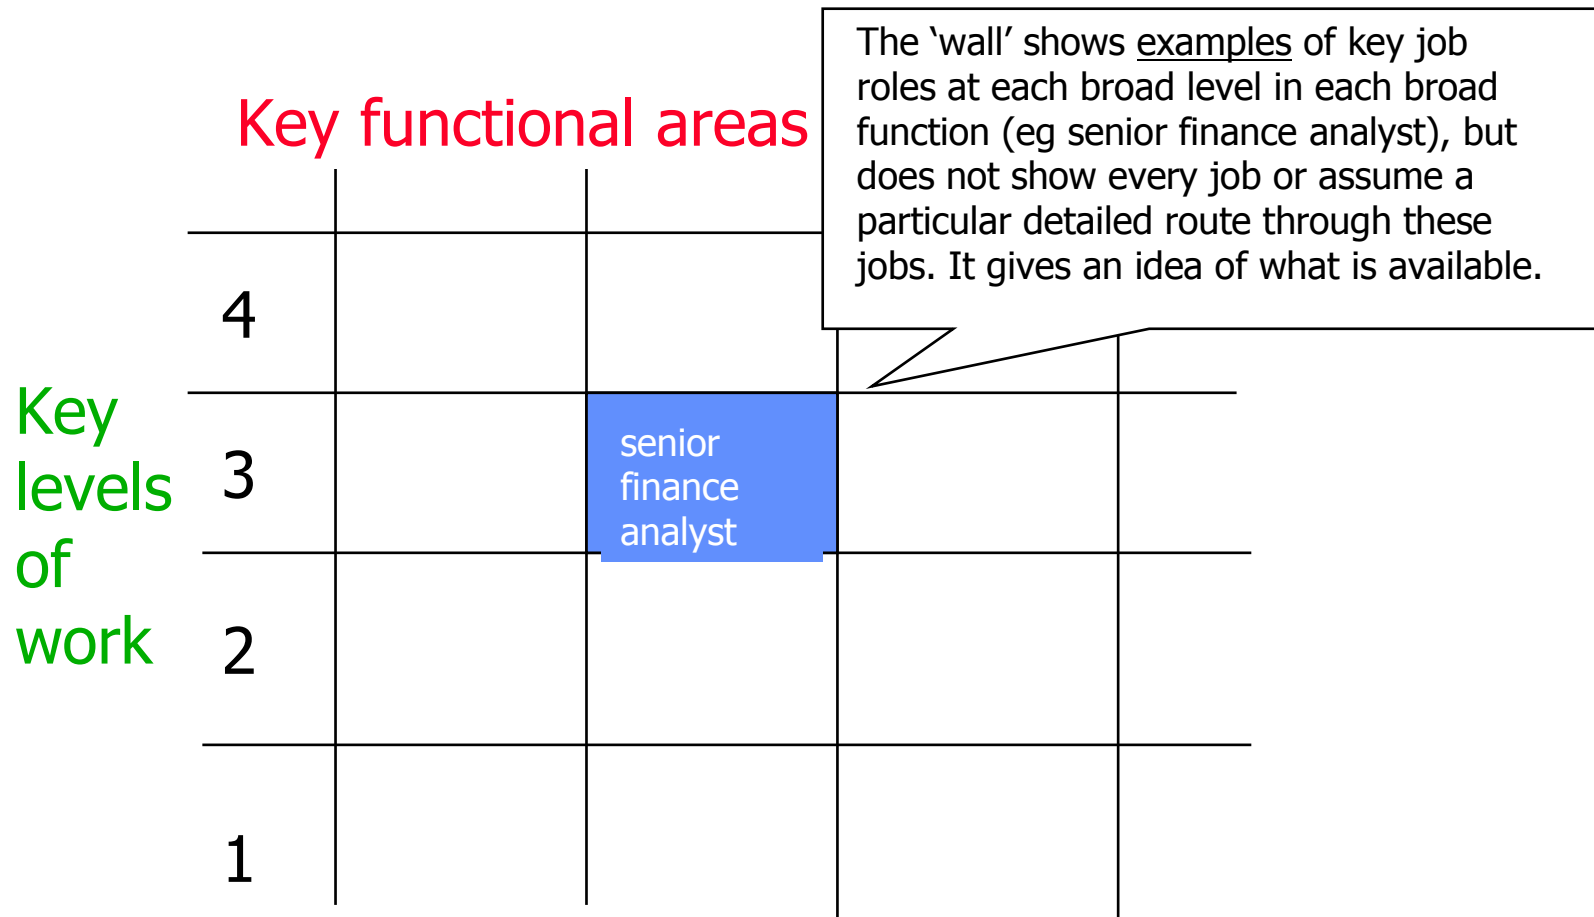 Key functional areas
The ‘wall’ shows examples of key job
roles at each broad level in each broad
function (eg senior finance analyst), but
does not show every job or assume a
particular detailed route through these
jobs. It gives an idea of what is available.
Key
levels
of
work
4
3
senior
finance
analyst
2
1